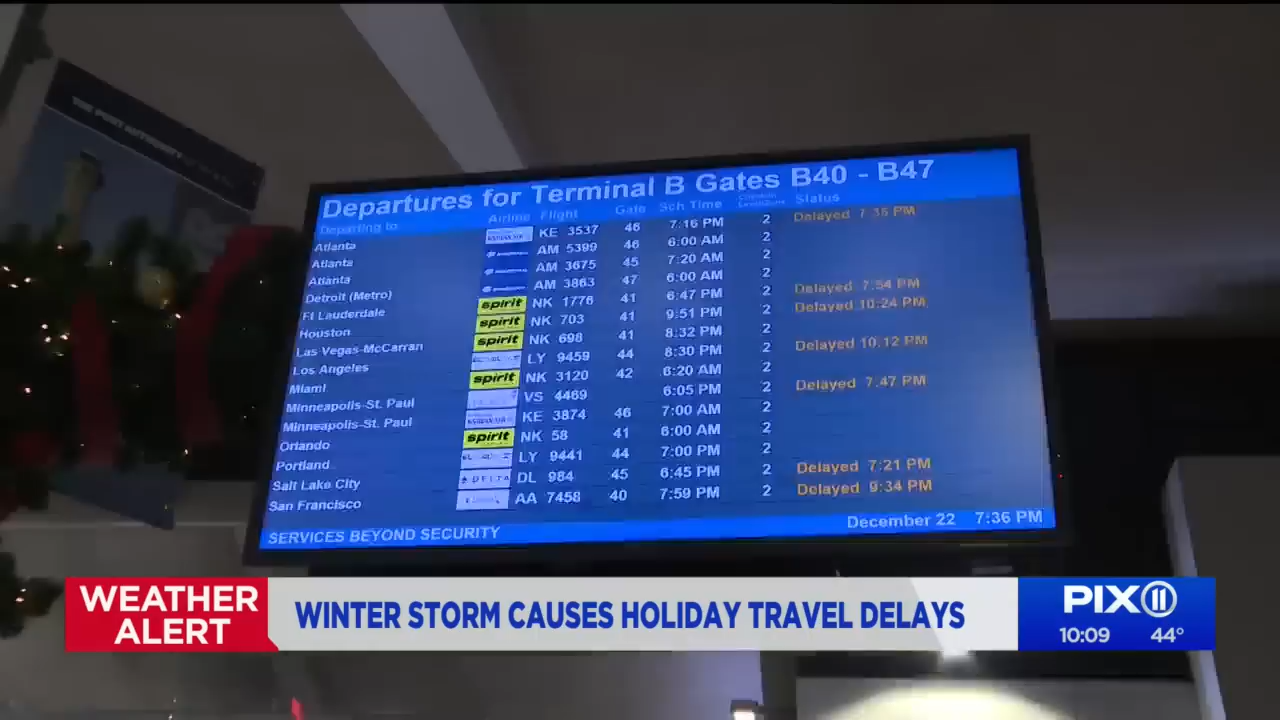 THE PORT AUTHORITY
Departures for Terminal B Gates B40 - B47
Departing to Airline Flight Gate Sch Time Status
Atlanta KE 3537 46 7:16 PM 2 Delayed 7:35 PM
Atlanta AM 5399 46 6:00 AM 2
Atlanta AM 3675 45 7:20 AM 2
Detroit (Metro) AM 3863 47 6:00 AM 2
Ft Lauderdale spirit NK 1776 41 6:47 PM 2 Delayed 7:54 PM
Houston spirit NK 703 41 9:51 PM 2 Delayed 10:24 PM
Las Vegas-McCarran spirit NK 698 41 8:32 PM 2
Los Angeles LY 9459 44 8:30 PM 2 Delayed 10:12 PM
Miami spirit NK 3120 42 6:20 AM 2
Minneapolis-St. Paul VS 4469 6:05 PM 2 Delayed 7:47 PM
Minneapolis-St. Paul KE 3874 46 7:00 AM 2
Orlando spirit NK 58 41 6:00 AM 2
Portland LY 9441 44 7:00 PM 2
Salt Lake City DELTA DL 984 45 6:45 PM 2 Delayed 7:21 PM
San Francisco AA 7458 40 7:59 PM 2 Delayed 9:34 PM
SERVICES BEYOND SECURITY December 22 7:36 PM
WEATHER ALERT
WINTER STORM CAUSES HOLIDAY TRAVEL DELAYS
PIX 11
10:09 44°